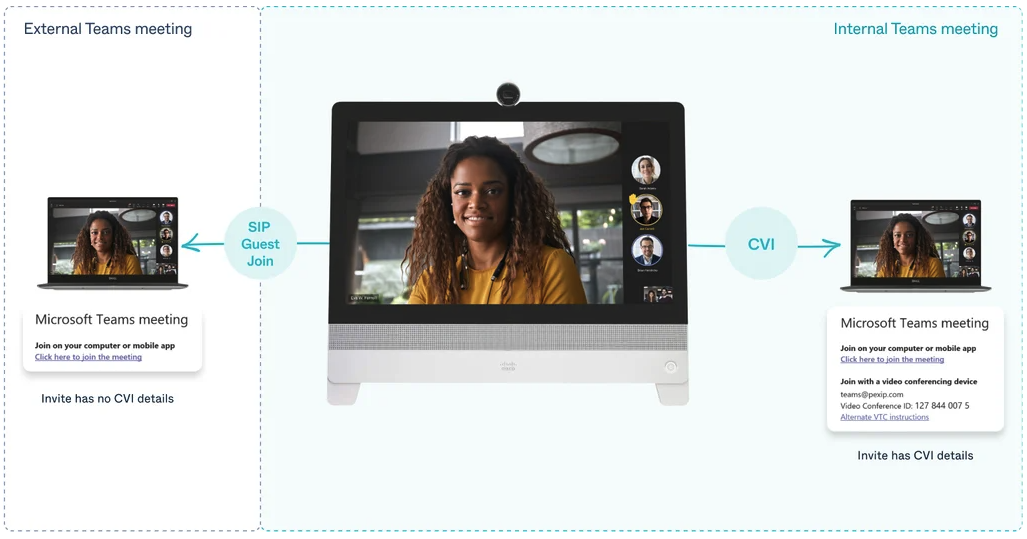 External Teams meeting
Internal Teams meeting
SIP
Guest
Join
CVI
Microsoft Teams meeting
Join on your computer or mobile app
Click here to join the meeting
Invite has no CVI details
Microsoft Teams meeting
Join on your computer or mobile app
Click here to join the meeting
Join with a video conferencing device
teams@pexip.com
Video Conference ID: 127 844 007 5
Alternate VTC instructions
Invite has CVI details